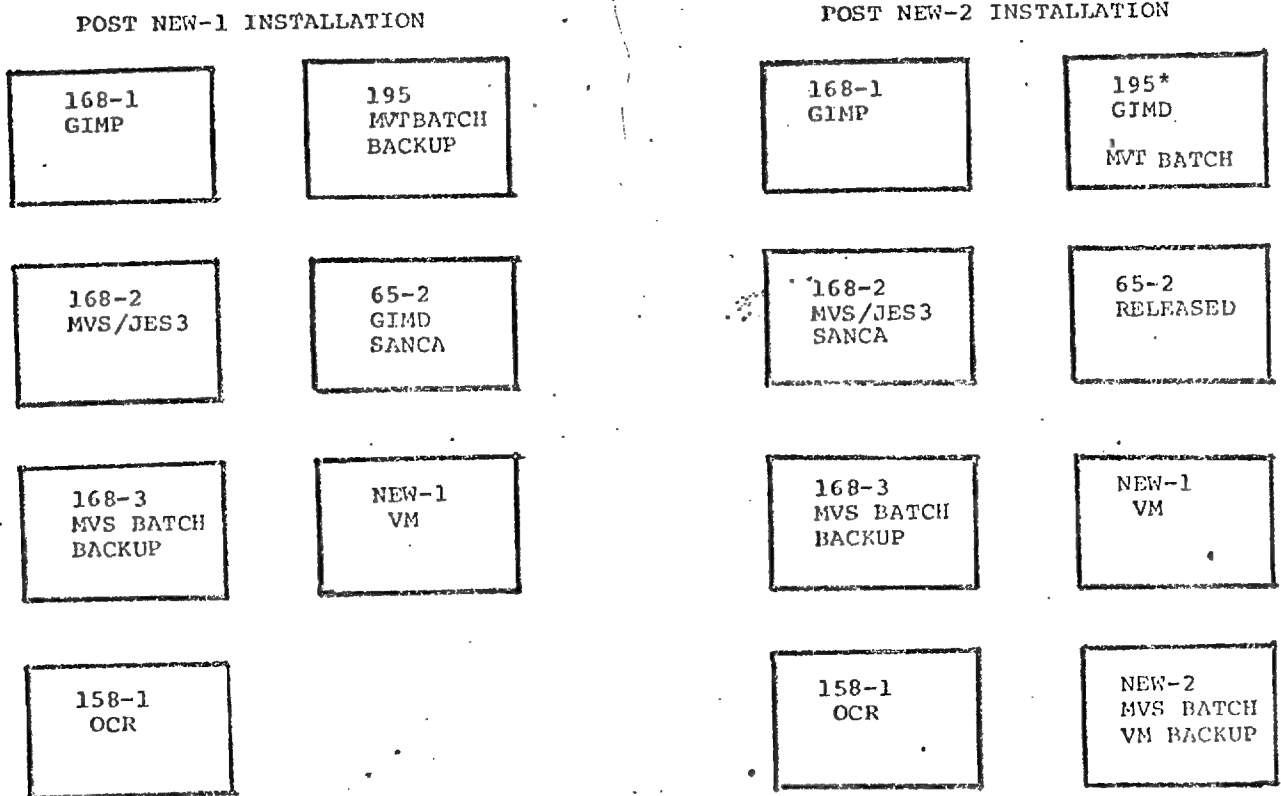 POST NEW-1 INSTALLATION
168-1
GIMP
195
MVTBATCH
BACKUP
168-2
MVS/JES3
65-2
GIMD
SANCA
168-3
MVS BATCH
BACKUP
NEW-1
VM
158-1
OCR
POST NEW-2 INSTALLATION
168-1
GIMP
195*
GIMD
MVT BATCH
168-2
MVS/JES3
SANCA
65-2
RELEASED
168-3
MVS BATCH
BACKUP
NEW-1
VM
158-1
OCR
NEW-2
MVS BATCH
VM BACKUP